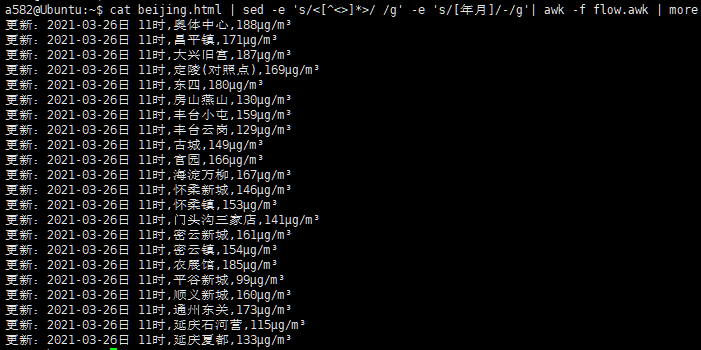 a582@Ubuntu:~$ cat beijing.html | sed -e 's/<[^<>]*>/ /g' -e 's/[年月]/-/g'| awk -f flow.awk | more
更新: 2021-03-26日 11时,奥体中心,188μg/m³
更新: 2021-03-26日 11时,昌平镇,171μg/m³
更新: 2021-03-26日 11时,大兴旧宫,187μg/m³
更新: 2021-03-26日 11时,定陵(对照点),169μg/m³
更新: 2021-03-26日 11时,东四,180μg/m³
更新: 2021-03-26日 11时,房山燕山,130μg/m³
更新: 2021-03-26日 11时,丰台小屯,159μg/m³
更新: 2021-03-26日 11时,丰台云岗,129μg/m³
更新: 2021-03-26日 11时,古城,149μg/m³
更新: 2021-03-26日 11时,官园,166μg/m³
更新: 2021-03-26日 11时,海淀万柳,167μg/m³
更新: 2021-03-26日 11时,怀柔新城,146μg/m³
更新: 2021-03-26日 11时,怀柔镇,153μg/m³
更新: 2021-03-26日 11时,门头沟三家店,141μg/m³
更新: 2021-03-26日 11时,密云新城,161μg/m³
更新: 2021-03-26日 11时,密云镇,154μg/m³
更新: 2021-03-26日 11时,农展馆,185μg/m³
更新: 2021-03-26日 11时,平谷新城,99μg/m³
更新: 2021-03-26日 11时,顺义新城,160μg/m³
更新: 2021-03-26日 11时,通州东关,173μg/m³
更新: 2021-03-26日 11时,延庆石河营,115μg/m³
更新: 2021-03-26日 11时,延庆夏都,133μg/m³